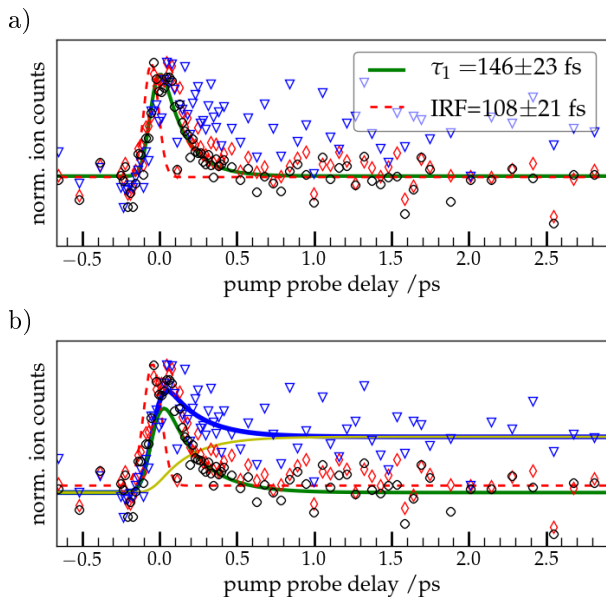 a)
norm. ion counts
τ₁ =146±23 fs
IRF=108±21 fs
−0.5 0.0 0.5 1.0 1.5 2.0 2.5
pump probe delay /ps
b)
norm. ion counts
−0.5 0.0 0.5 1.0 1.5 2.0 2.5
pump probe delay /ps